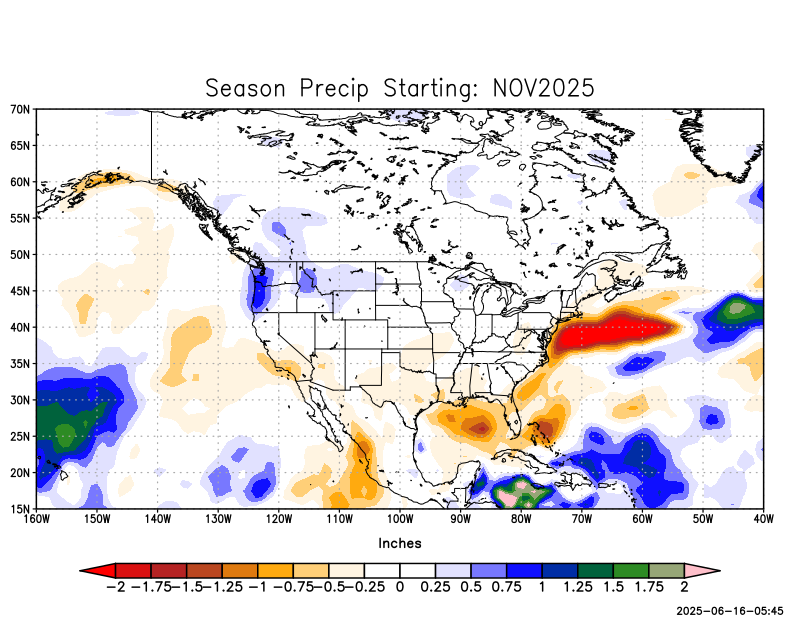 Season Precip Starting: NOV2025
70N
65N
60N
55N
50N
45N
40N
35N
30N
25N
20N
15N
160W 150W 140W 130W 120W 110W 100W 90W 80W 70W 60W 50W 40W
Inches
-2 -1.75 -1.5 -1.25 -1 -0.75 -0.5 -0.25 0 0.25 0.5 0.75 1 1.25 1.5 1.75 2
2025-06-16-05:45